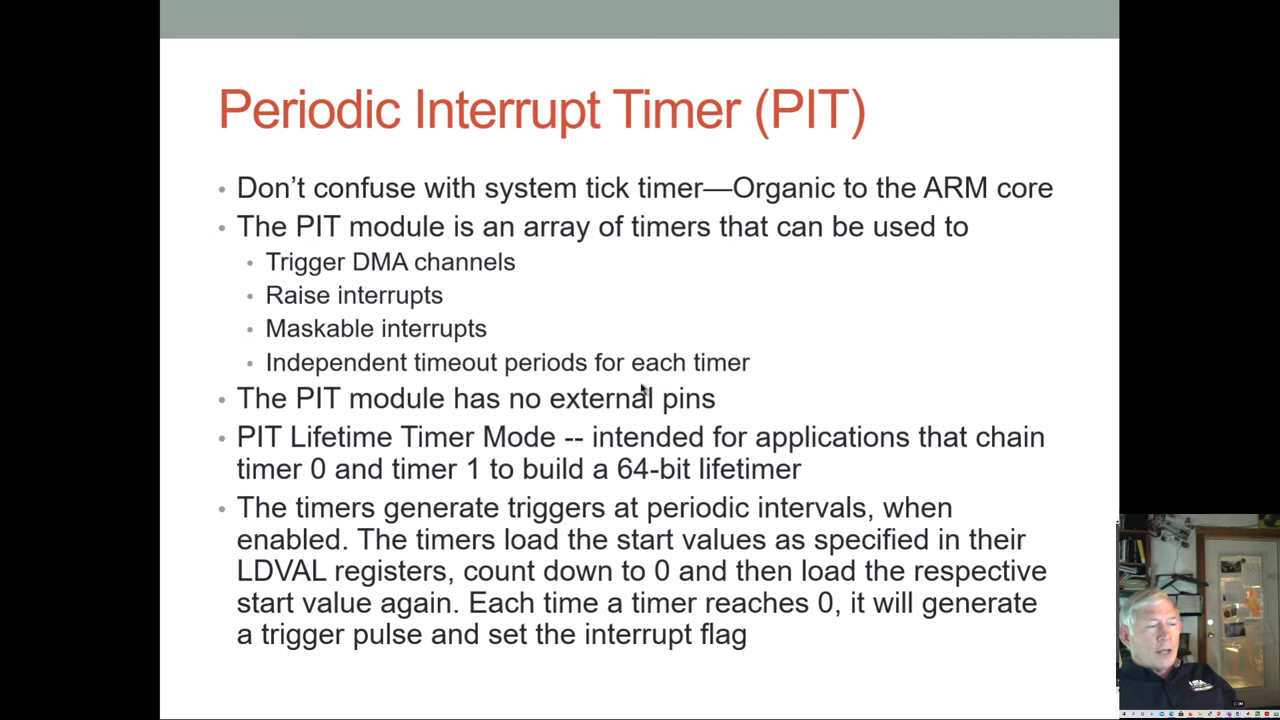 Periodic Interrupt Timer (PIT)
• Don’t confuse with system tick timer—Organic to the ARM core
• The PIT module is an array of timers that can be used to
• Trigger DMA channels
• Raise interrupts
• Maskable interrupts
• Independent timeout periods for each timer
• The PIT module has no external pins
• PIT Lifetime Timer Mode -- intended for applications that chain
timer 0 and timer 1 to build a 64-bit lifetimer
• The timers generate triggers at periodic intervals, when
enabled. The timers load the start values as specified in their
LDVAL registers, count down to 0 and then load the respective
start value again. Each time a timer reaches 0, it will generate
a trigger pulse and set the interrupt flag